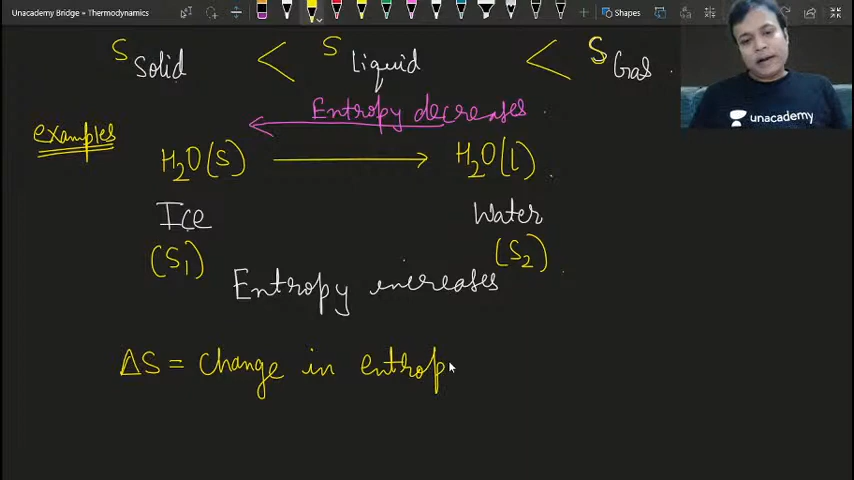 Unacademy Bridge + Thermodynamics
Shapes
S Solid < S Liquid < S Gas
Entropy decreases
examples
H2O(s) → H2O(l)
Ice Water
(S1) (S2)
Entropy increases
ΔS = Change in entrop
unacademy